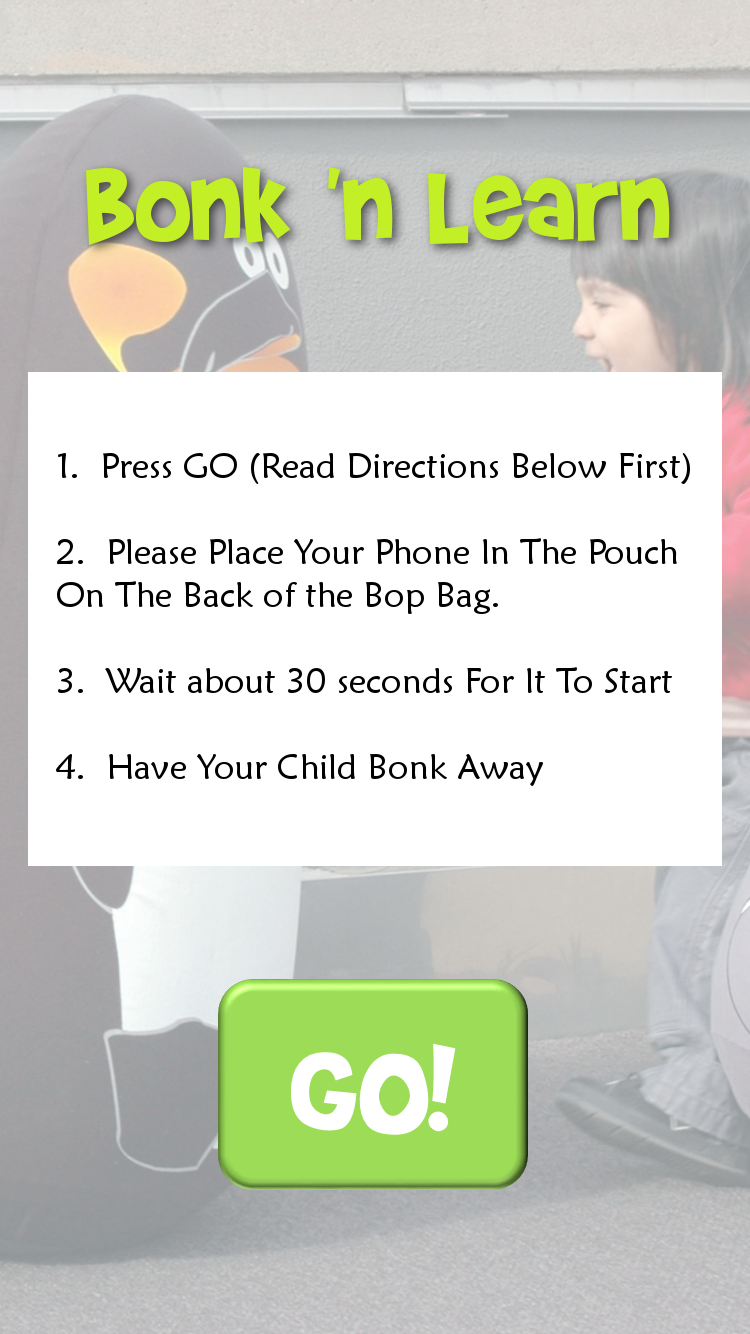 Bonk 'n Learn
1. Press GO (Read Directions Below First)
2. Please Place Your Phone In The Pouch
On The Back of the Bop Bag.
3. Wait about 30 seconds For It To Start
4. Have Your Child Bonk Away
GO!